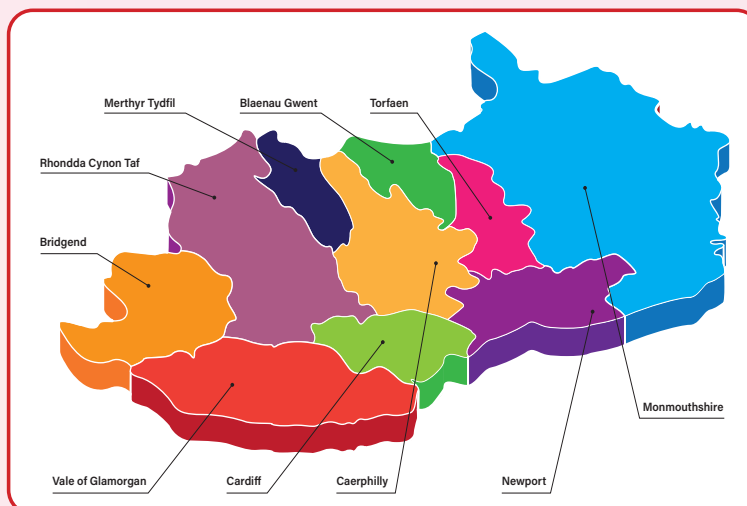 Merthyr Tydfil
Blaenau Gwent
Torfaen
Rhondda Cynon Taf
Bridgend
Monmouthshire
Vale of Glamorgan
Cardiff
Caerphilly
Newport